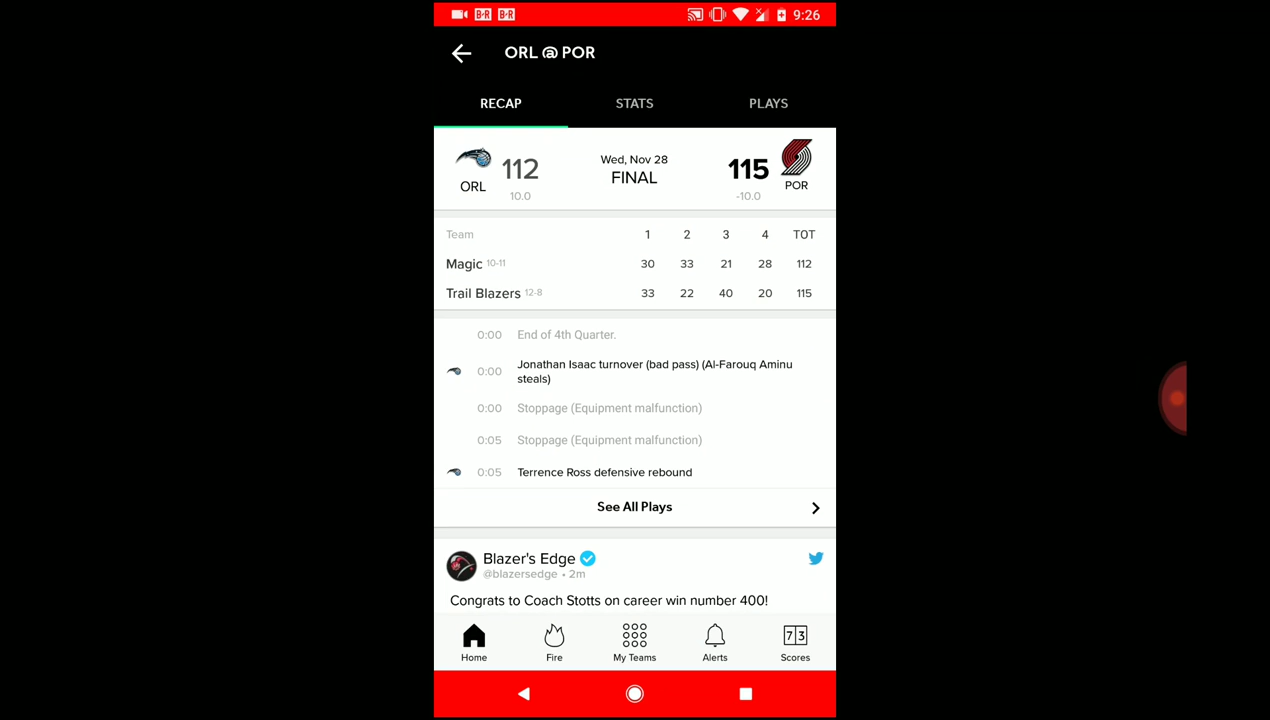 B/R B/R 9:26
ORL @ POR
RECAP STATS PLAYS
ORL 112 10.0 Wed, Nov 28 FINAL 115 -10.0 POR
Team 1 2 3 4 TOT
Magic 10-11 30 33 21 28 112
Trail Blazers 12-8 33 22 40 20 115
0:00 End of 4th Quarter.
0:00 Jonathan Isaac turnover (bad pass) (Al-Farouq Aminu
steals)
0:00 Stoppage (Equipment malfunction)
0:05 Stoppage (Equipment malfunction)
0:05 Terrence Ross defensive rebound
See All Plays
Blazer's Edge
@blazersedge • 2m
Congrats to Coach Stotts on career win number 400!
73
Home Fire My Teams Alerts Scores